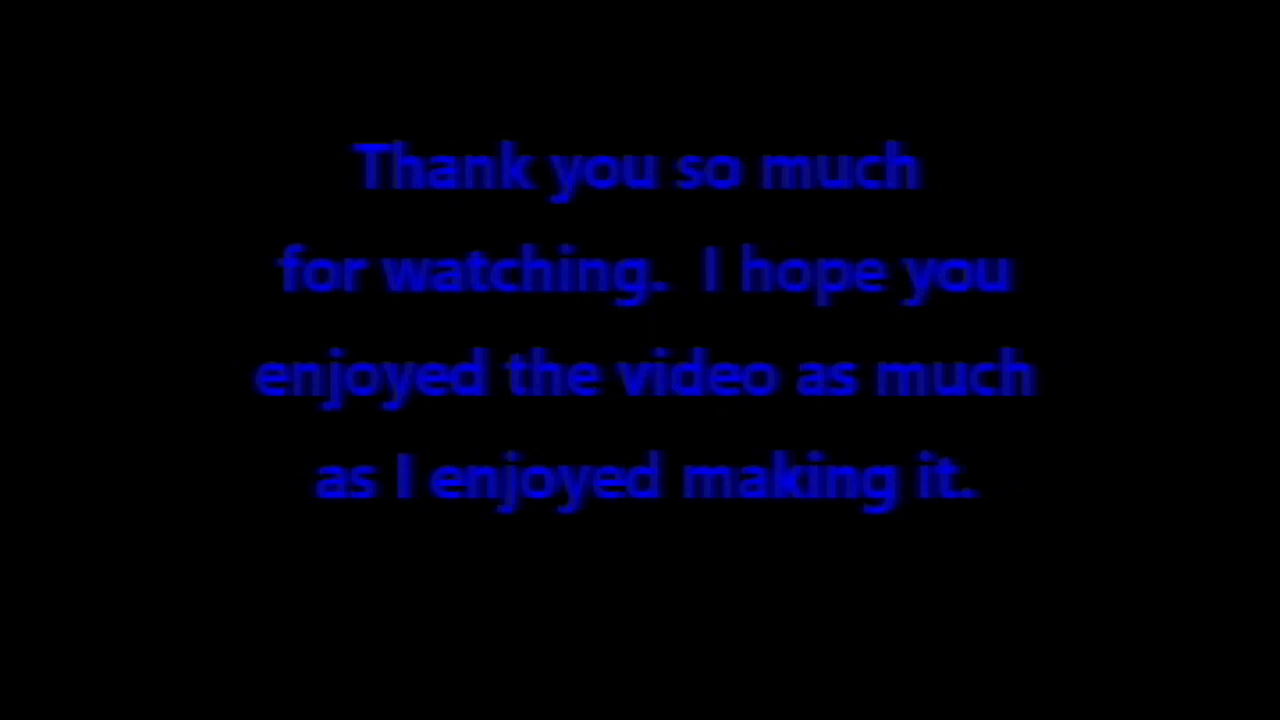 Thank you so much
for watching.  I hope you
enjoyed the video as much
as I enjoyed making it.